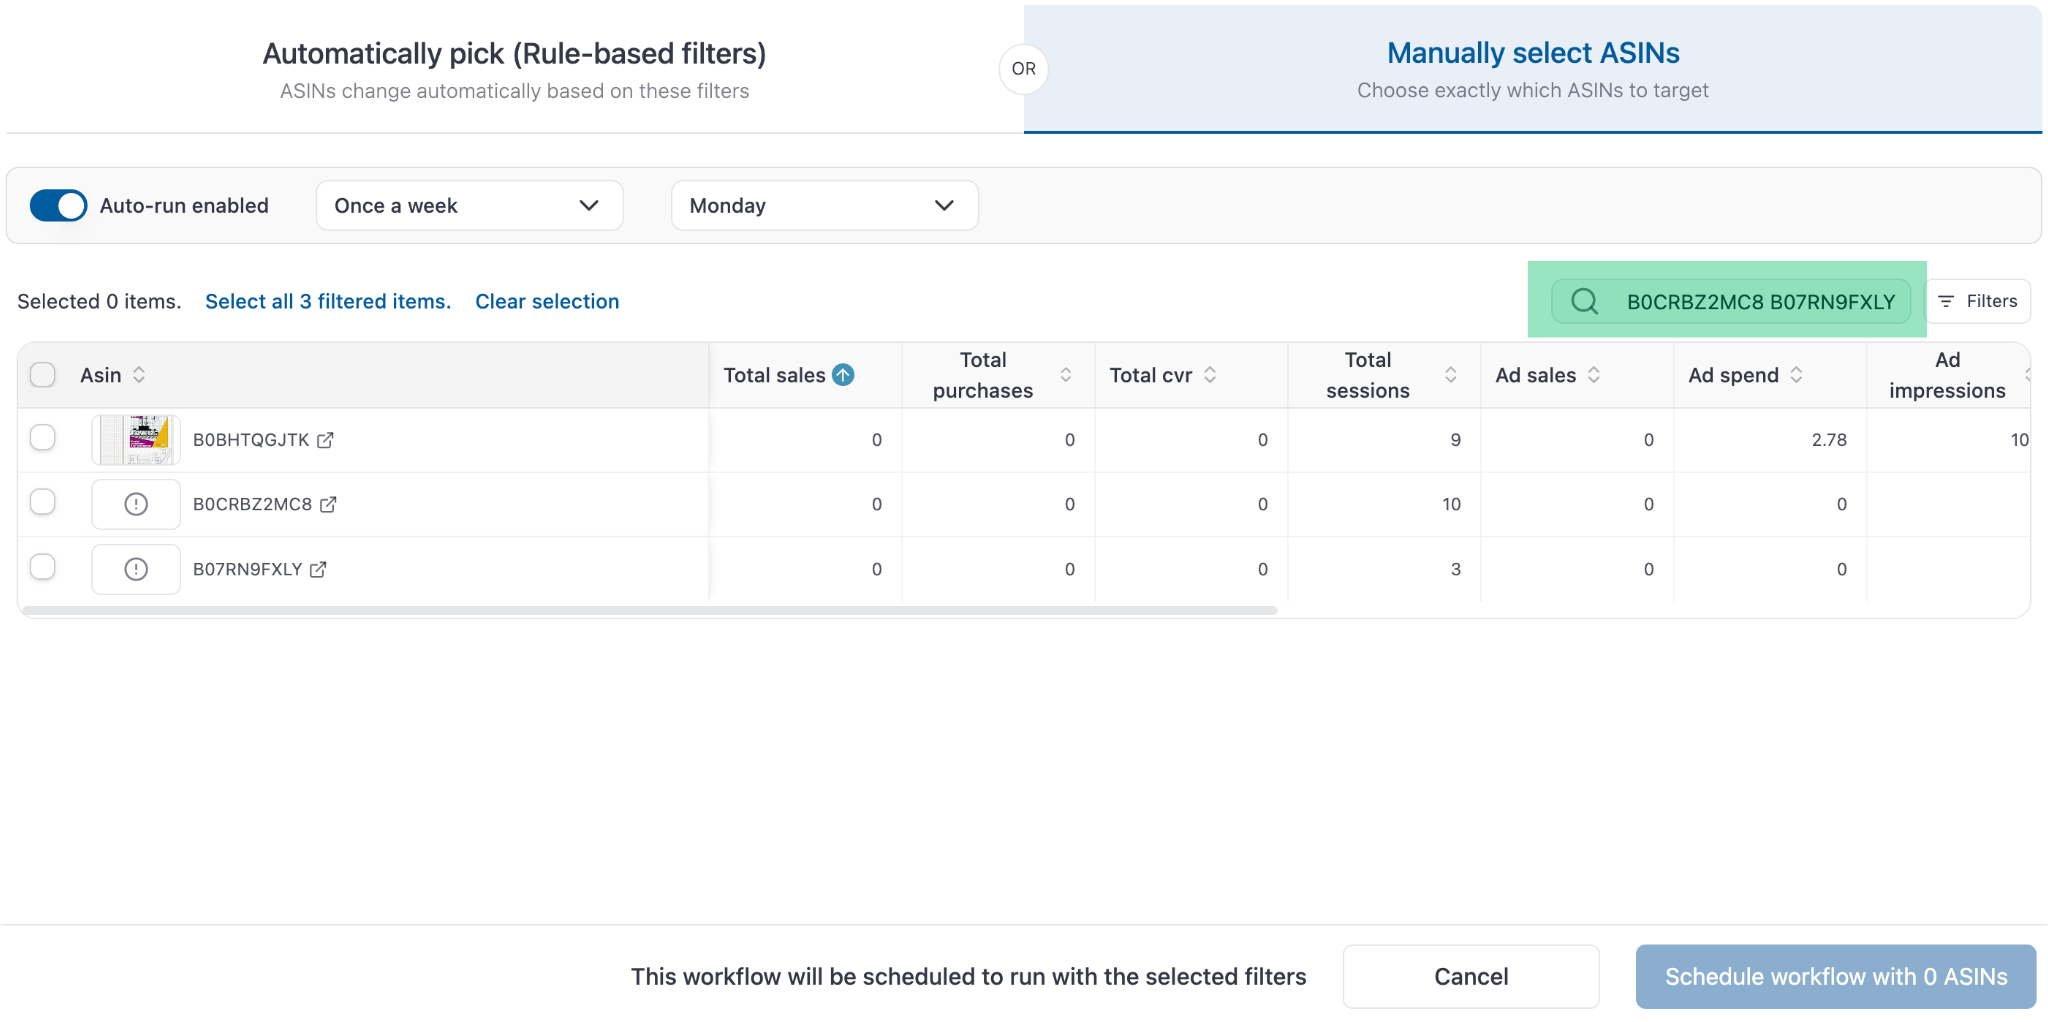 Automatically pick (Rule-based filters)
ASINs change automatically based on these filters
OR
Manually select ASINs
Choose exactly which ASINs to target
Auto-run enabled
Once a week
Monday
Selected 0 items. Select all 3 filtered items. Clear selection
B0CRBZ2MC8 B07RN9FXLY
Filters
Asin
Total sales
Total
purchases
Total cvr
Total
sessions
Ad sales
Ad spend
Ad
impressions
B0BHTQGJTK 0 0 0 9 0 2.78 10
B0CRBZ2MC8 0 0 0 10 0 0
B07RN9FXLY 0 0 0 3 0 0
This workflow will be scheduled to run with the selected filters
Cancel
Schedule workflow with 0 ASINs